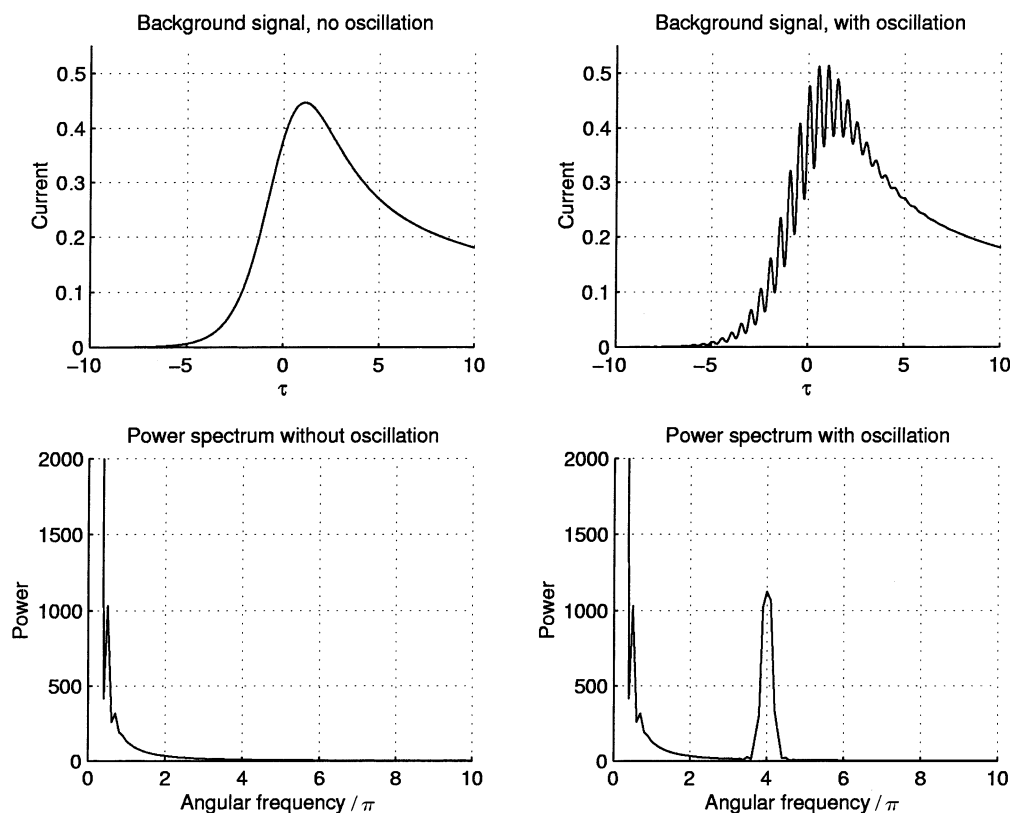 Background signal, no oscillation
Current
0.5
0.4
0.3
0.2
0.1
0
−10 −5 0 5 10
τ
Background signal, with oscillation
Current
0.5
0.4
0.3
0.2
0.1
0
−10 −5 0 5 10
τ
Power spectrum without oscillation
Power
2000
1500
1000
500
0
0 2 4 6 8 10
Angular frequency / π
Power spectrum with oscillation
Power
2000
1500
1000
500
0
0 2 4 6 8 10
Angular frequency / π